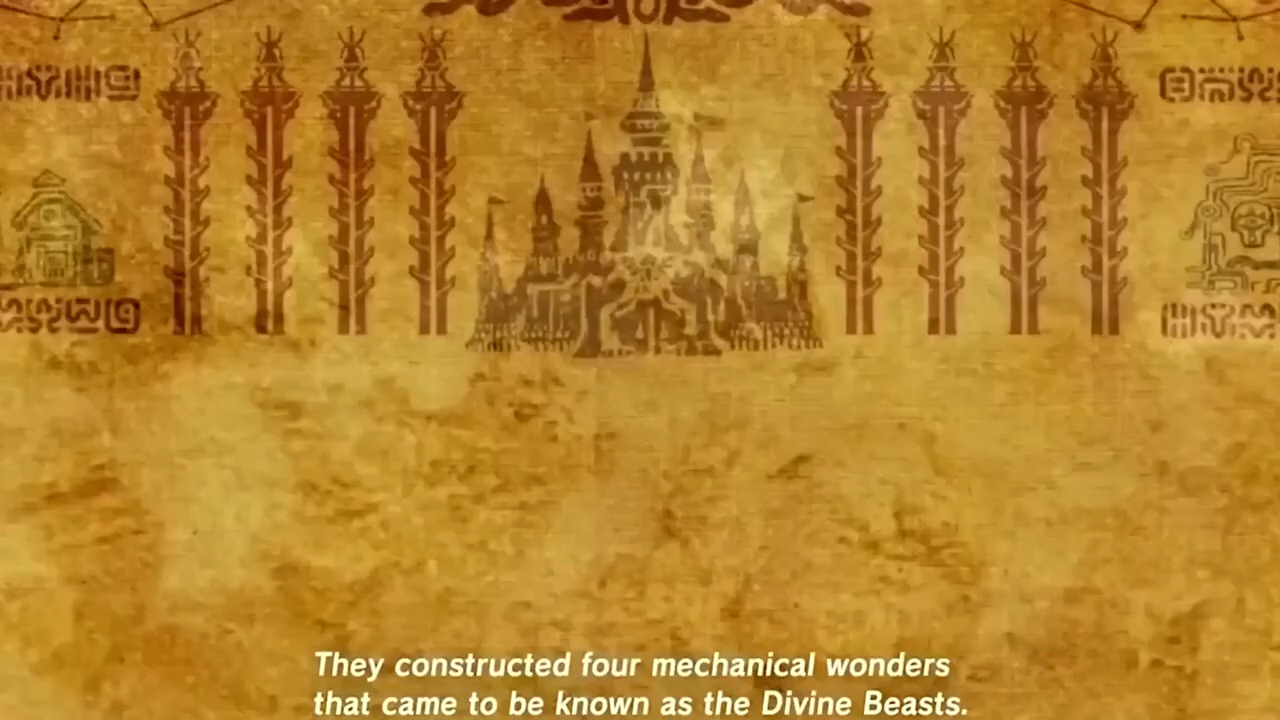 They constructed four mechanical wonders
that came to be known as the Divine Beasts.